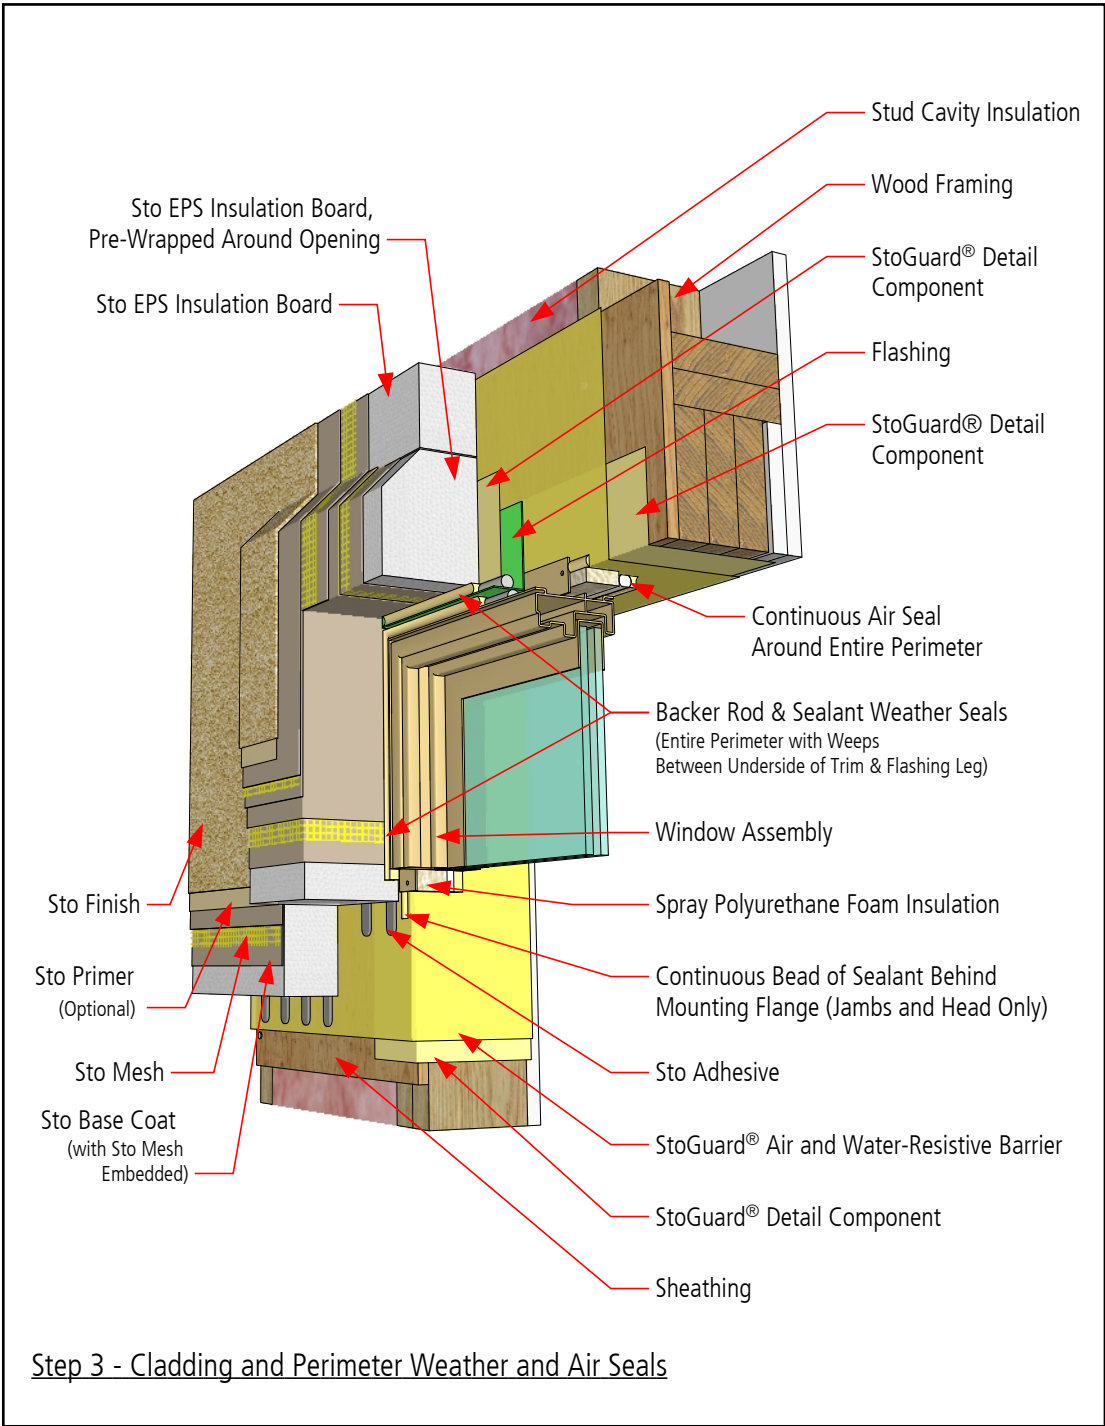 Stud Cavity Insulation
Wood Framing
StoGuard® Detail
Component
Flashing
StoGuard® Detail
Component
Sto EPS Insulation Board,
Pre-Wrapped Around Opening
Sto EPS Insulation Board
Continuous Air Seal
Around Entire Perimeter
Backer Rod & Sealant Weather Seals
(Entire Perimeter with Weeps
Between Underside of Trim & Flashing Leg)
Window Assembly
Spray Polyurethane Foam Insulation
Continuous Bead of Sealant Behind
Mounting Flange (Jambs and Head Only)
Sto Adhesive
StoGuard® Air and Water-Resistive Barrier
StoGuard® Detail Component
Sheathing
Sto Finish
Sto Primer
(Optional)
Sto Mesh
Sto Base Coat
(with Sto Mesh
Embedded)
Step 3 - Cladding and Perimeter Weather and Air Seals